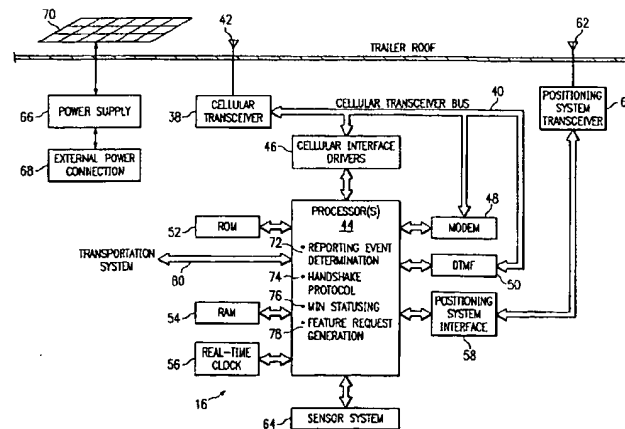 70
42
62
TRAILER ROOF
66
POWER SUPPLY
38
CELLULAR
TRANSCEIVER
CELLULAR TRANSCEIVER BUS
40
POSITIONING
SYSTEM
TRANSCEIVER
6
68
EXTERNAL POWER
CONNECTION
46
CELLULAR INTERFACE
DRIVERS
52
ROM
PROCESSOR(S)
44
48
MODEM
72
• REPORTING EVENT
DETERMINATION
TRANSPORTATION
SYSTEM
80
74
• HANDSHAKE
PROTOCOL
DTMF
50
76
• MIN STATUSING
54
RAM
78
• FEATURE REQUEST
GENERATION
POSITIONING
SYSTEM
INTERFACE
58
56
REAL-TIME
CLOCK
16
64
SENSOR SYSTEM